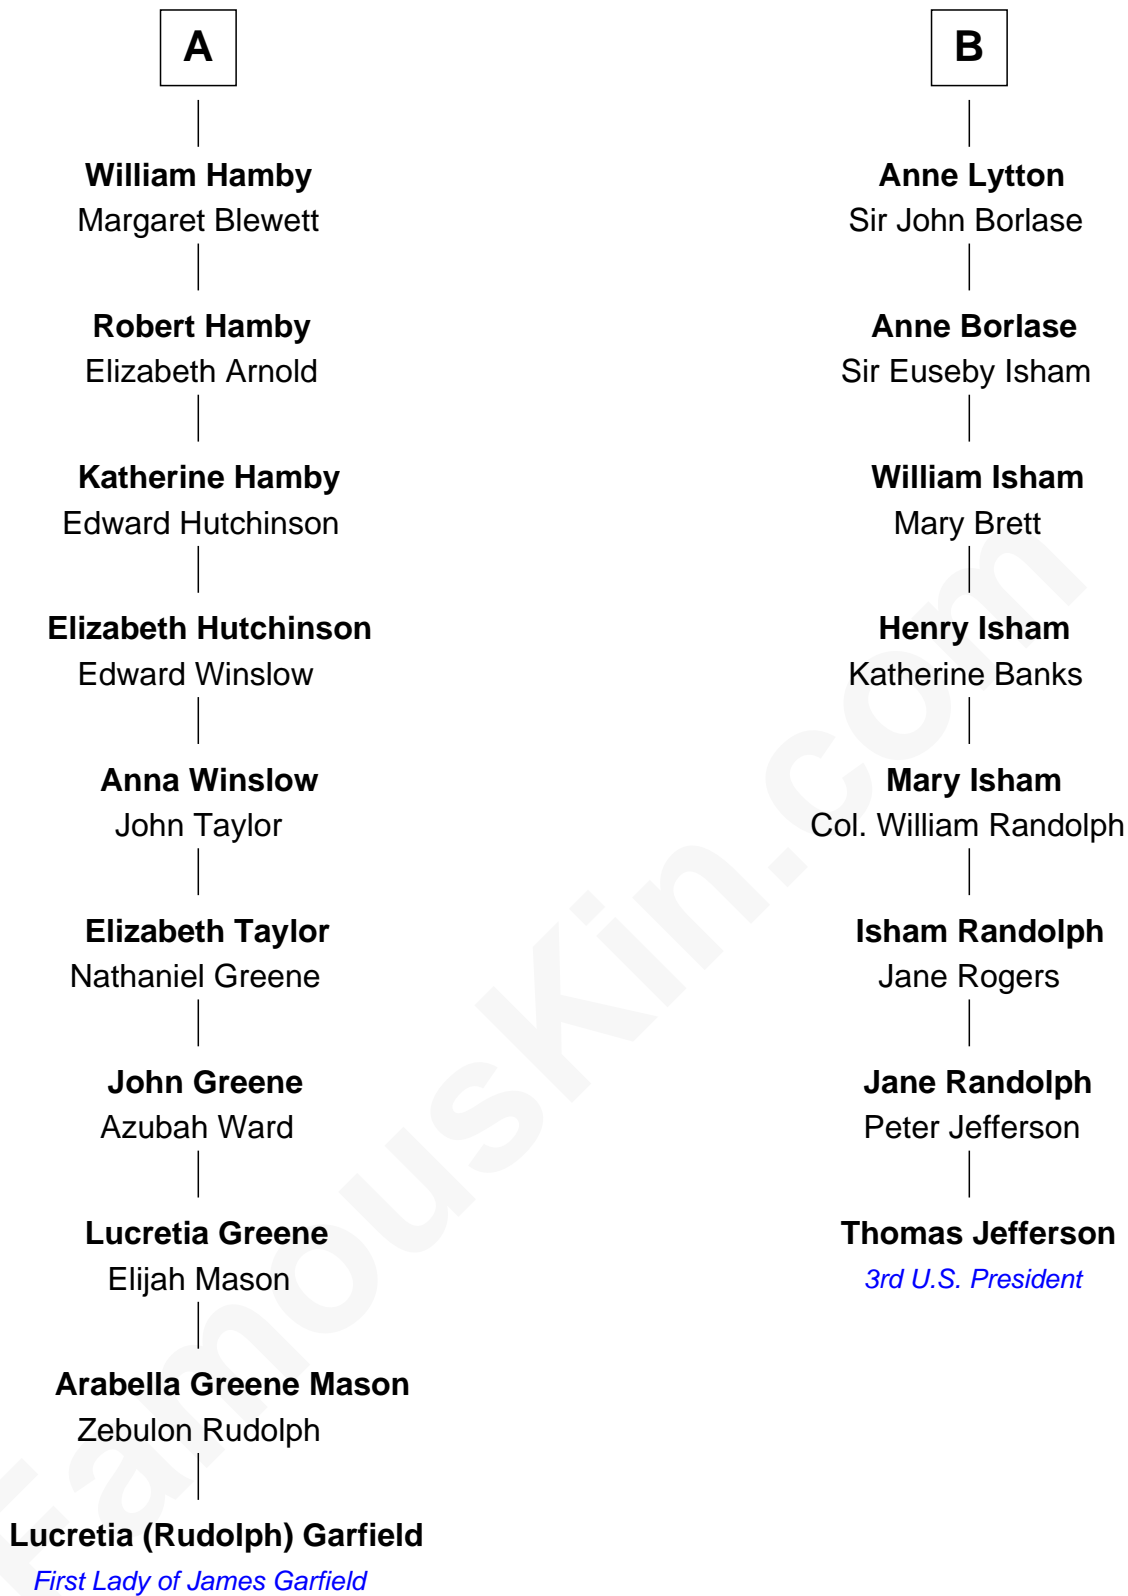 A
William Hamby
Margaret Blewett
Robert Hamby
Elizabeth Arnold
Katherine Hamby
Edward Hutchinson
Elizabeth Hutchinson
Edward Winslow
Anna Winslow
John Taylor
Elizabeth Taylor
Nathaniel Greene
John Greene
Azubah Ward
Lucretia Greene
Elijah Mason
Arabella Greene Mason
Zebulon Rudolph
Lucretia (Rudolph) Garfield
First Lady of James Garfield
B
Anne Lytton
Sir John Borlase
Anne Borlase
Sir Euseby Isham
William Isham
Mary Brett
Henry Isham
Katherine Banks
Mary Isham
Col. William Randolph
Isham Randolph
Jane Rogers
Jane Randolph
Peter Jefferson
Thomas Jefferson
3rd U.S. President
FamousKin.com